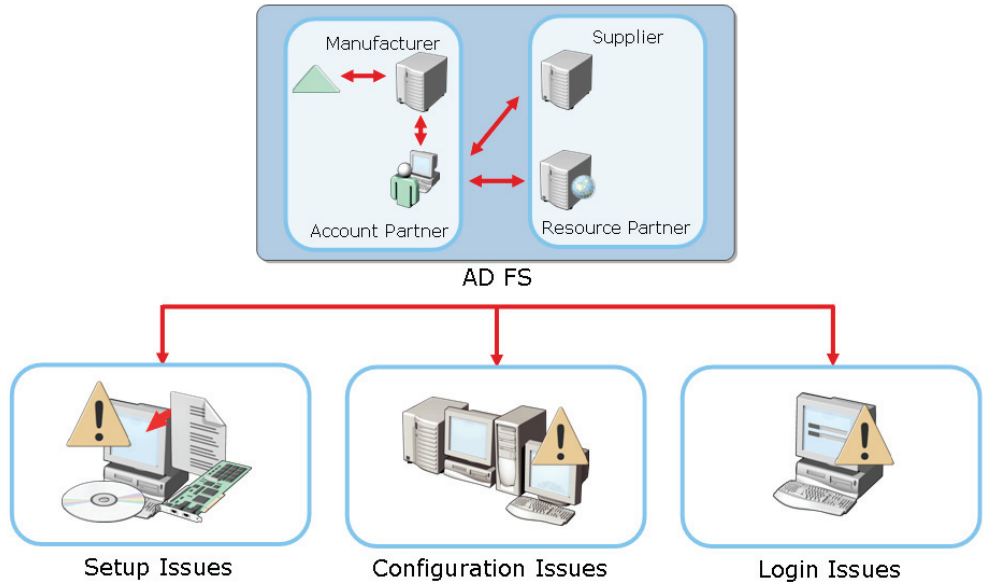 Manufacturer
Supplier
Account Partner
Resource Partner
AD FS
Setup Issues
Configuration Issues
Login Issues